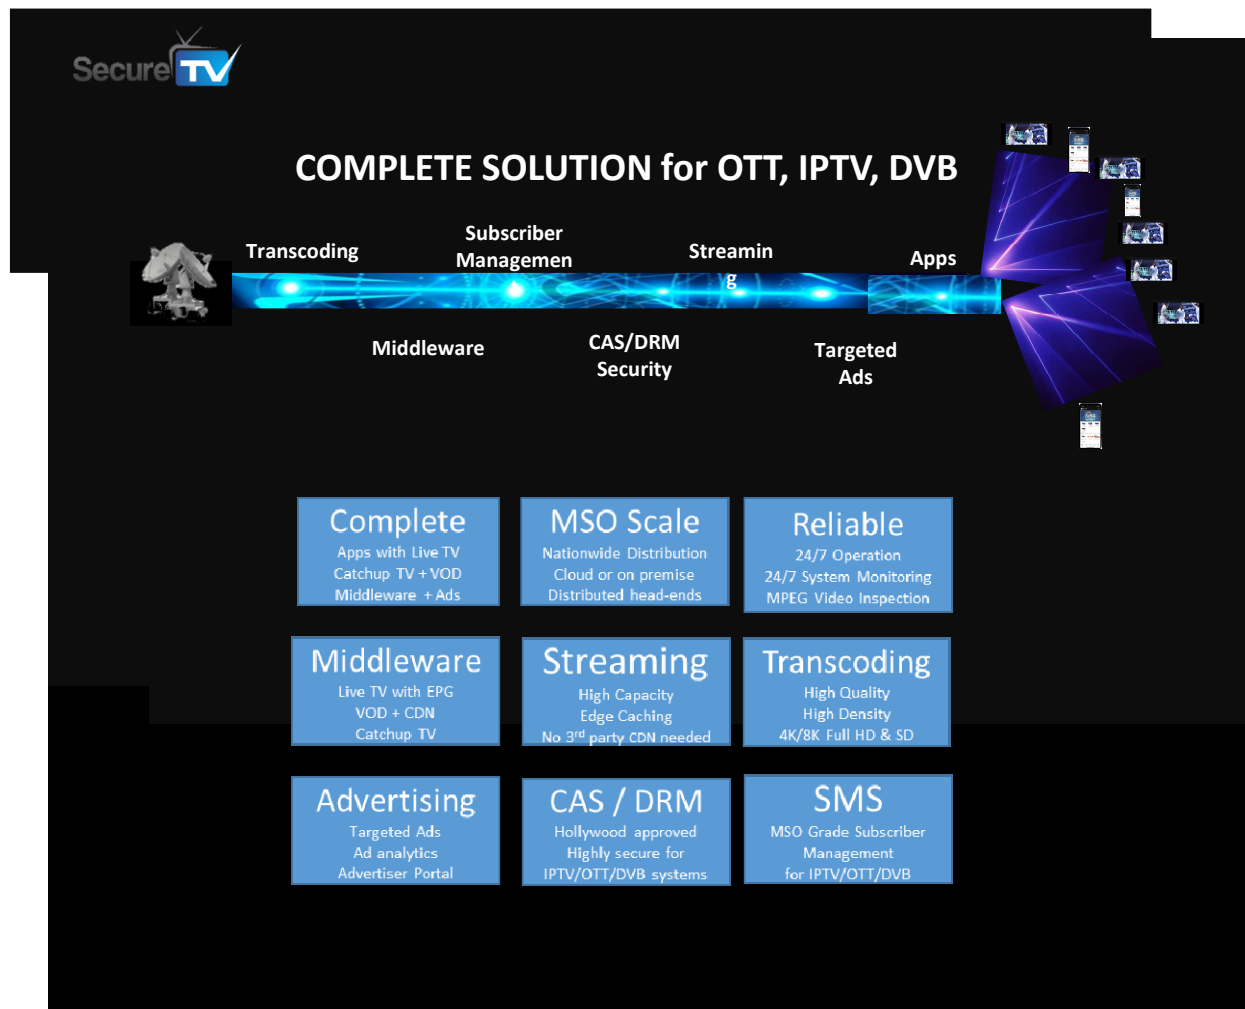 Secure TV
COMPLETE SOLUTION for OTT, IPTV, DVB
Transcoding
Subscriber
Managemen
Streamin
g
Apps
Middleware
CAS/DRM
Security
Targeted
Ads
Complete
Apps with Live TV
Catchup TV + VOD
Middleware + Ads
MSO Scale
Nationwide Distribution
Cloud or on premise
Distributed head-ends
Reliable
24/7 Operation
24/7 System Monitoring
MPEG Video Inspection
Middleware
Live TV with EPG
VOD + CDN
Catchup TV
Streaming
High Capacity
Edge Caching
No 3rd party CDN needed
Transcoding
High Quality
High Density
4K/8K Full HD & SD
Advertising
Targeted Ads
Ad analytics
Advertiser Portal
CAS / DRM
Hollywood approved
Highly secure for
IPTV/OTT/DVB systems
SMS
MSO Grade Subscriber
Management
for IPTV/OTT/DVB